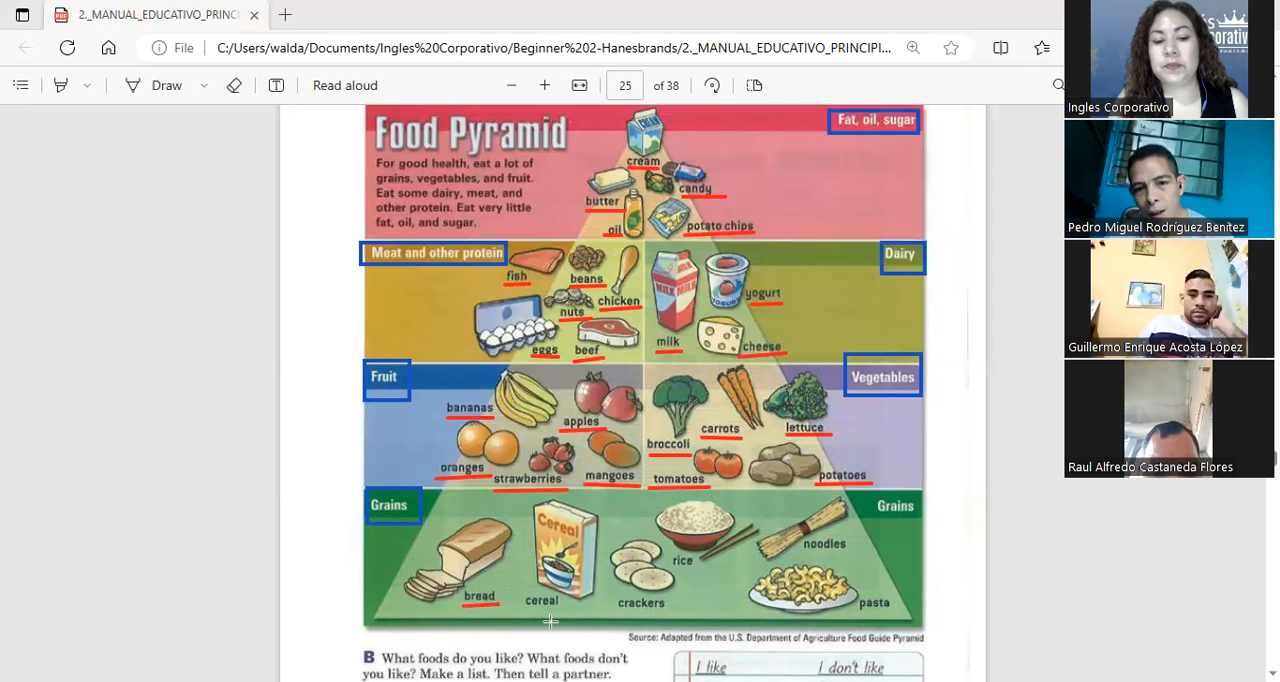 2._MANUAL_EDUCATIVO_PRINCI
File
C:/Users/walda/Documents/Ingles%20Corporativo/Beginner%202-Hanesbrands/2._MANUAL_EDUCATIVO_PRINCIPI...
Draw
Read aloud
25
of 38
Food Pyramid
For good health, eat a lot of
grains, vegetables, and fruit.
Eat some dairy, meat, and
other protein. Eat very little
fat, oil, and sugar.
Fat, oil, sugar
CREAM
cream
candy
butter
oil
potato chips
Meat and other protein
Dairy
fish
beans
chicken
nuts
eggs
beef
MILK
milk
YOGURT
yogurt
cheese
Fruit
Vegetables
bananas
apples
oranges
strawberries
mangoes
broccoli
carrots
lettuce
tomatoes
potatoes
Grains
Grains
bread
Cereal
cereal
crackers
rice
noodles
pasta
Source: Adapted from the U.S. Department of Agriculture Food Guide Pyramid
B What foods do you like? What foods don't
you like? Make a list. Then tell a partner.
I like
I don't like
Ingles Corporativo
Pedro Miguel Rodríguez Benítez
Guillermo Enrique Acosta López
Raul Alfredo Castaneda Flores